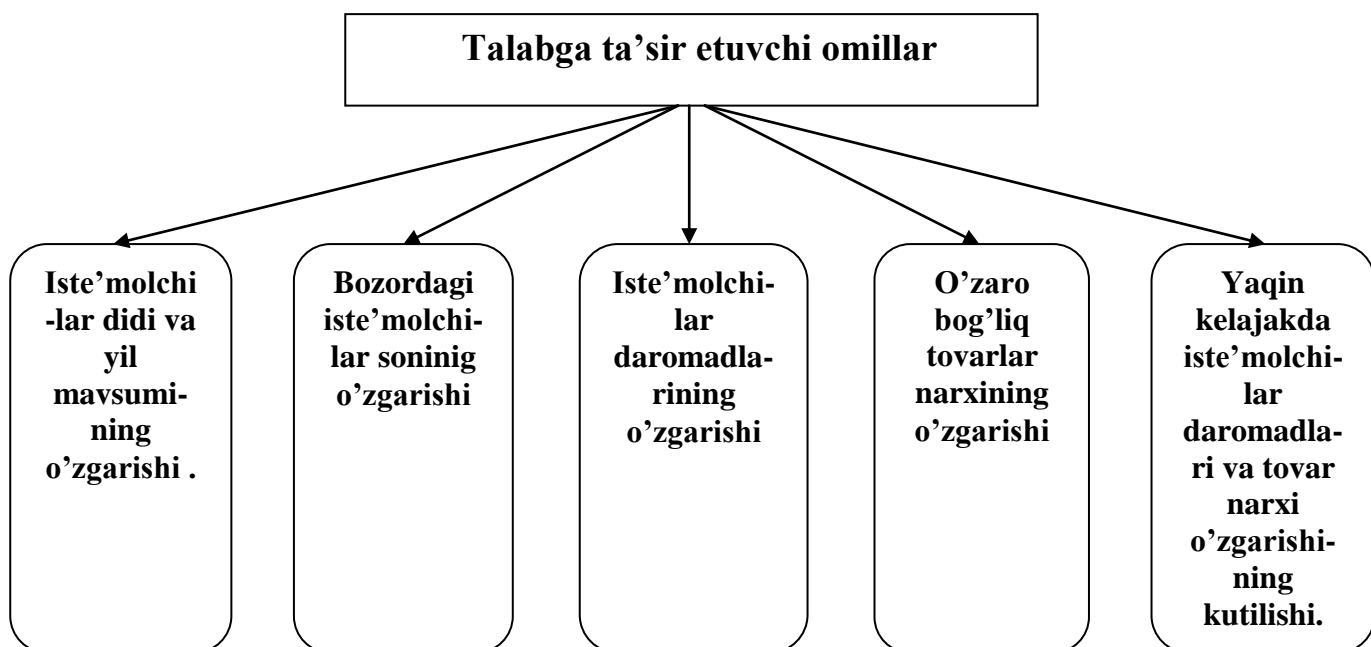 Talabga ta’sir etuvchi omillar
Iste’molchi
-lar didi va
yil
mavsumi-
ning
o’zgarishi .
Bozordagi
iste’molchi-
lar soninig
o’zgarishi
Iste’molchi-
lar
daromadla-
rining
o’zgarishi
O’zaro
bog’liq
tovarlar
narxining
o’zgarishi
Yaqin
kelajakda
iste’molchi-
lar
daromadla-
ri va tovar
narxi
o’zgarishi-
ning
kutilishi.